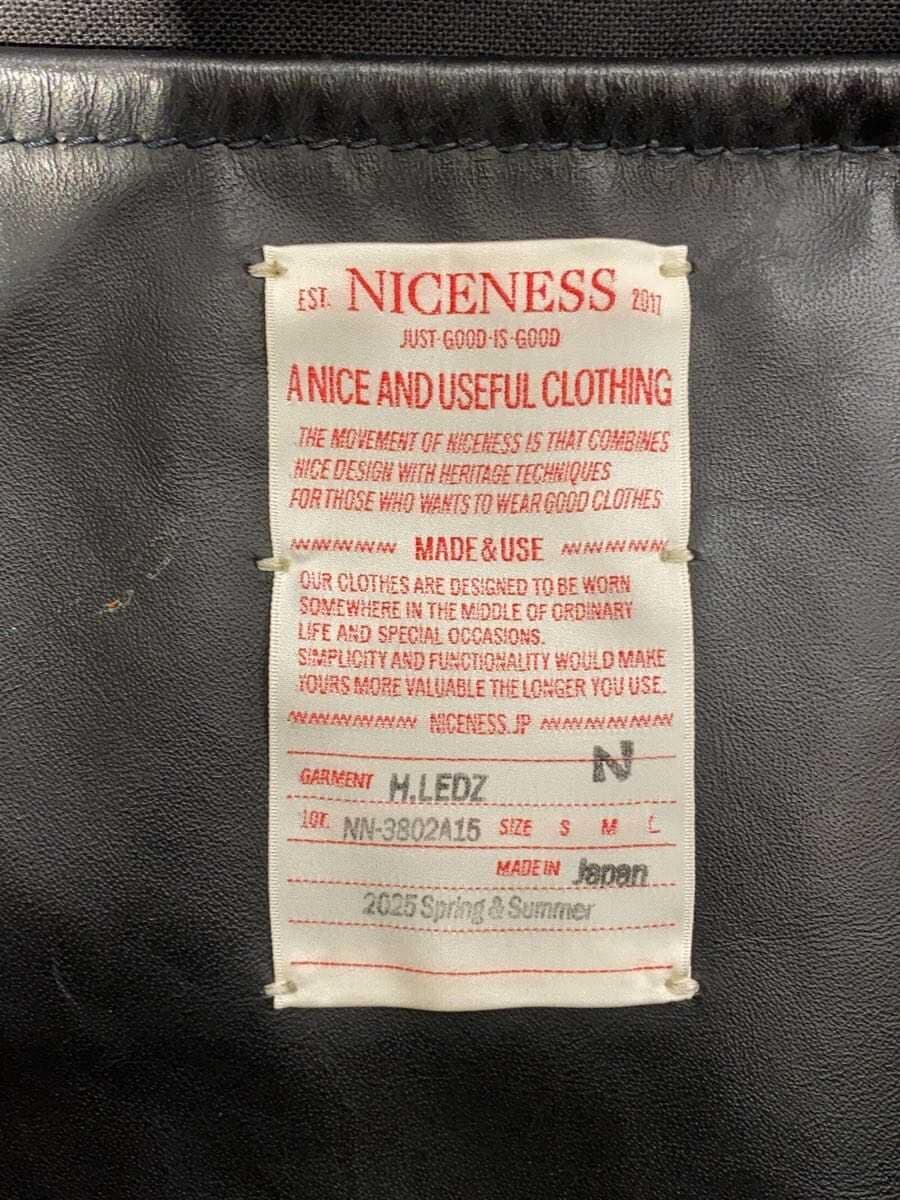 EST. NICENESS 2017
JUST·GOOD·IS·GOOD
A NICE AND USEFUL CLOTHING
THE MOVEMENT OF NICENESS IS THAT COMBINES
NICE DESIGN WITH HERITAGE TECHNIQUES
FOR THOSE WHO WANTS TO WEAR GOOD CLOTHES
MADE & USE
OUR CLOTHES ARE DESIGNED TO BE WORN
SOMEWHERE IN THE MIDDLE OF ORDINARY
LIFE AND SPECIAL OCCASIONS.
SIMPLICITY AND FUNCTIONALITY WOULD MAKE
YOURS MORE VALUABLE THE LONGER YOU USE.
NICENESS.JP
GARMENT H.LEDZ N
LOT. NN-3802A15 SIZE S M L
MADE IN Japan
2025 Spring & Summer